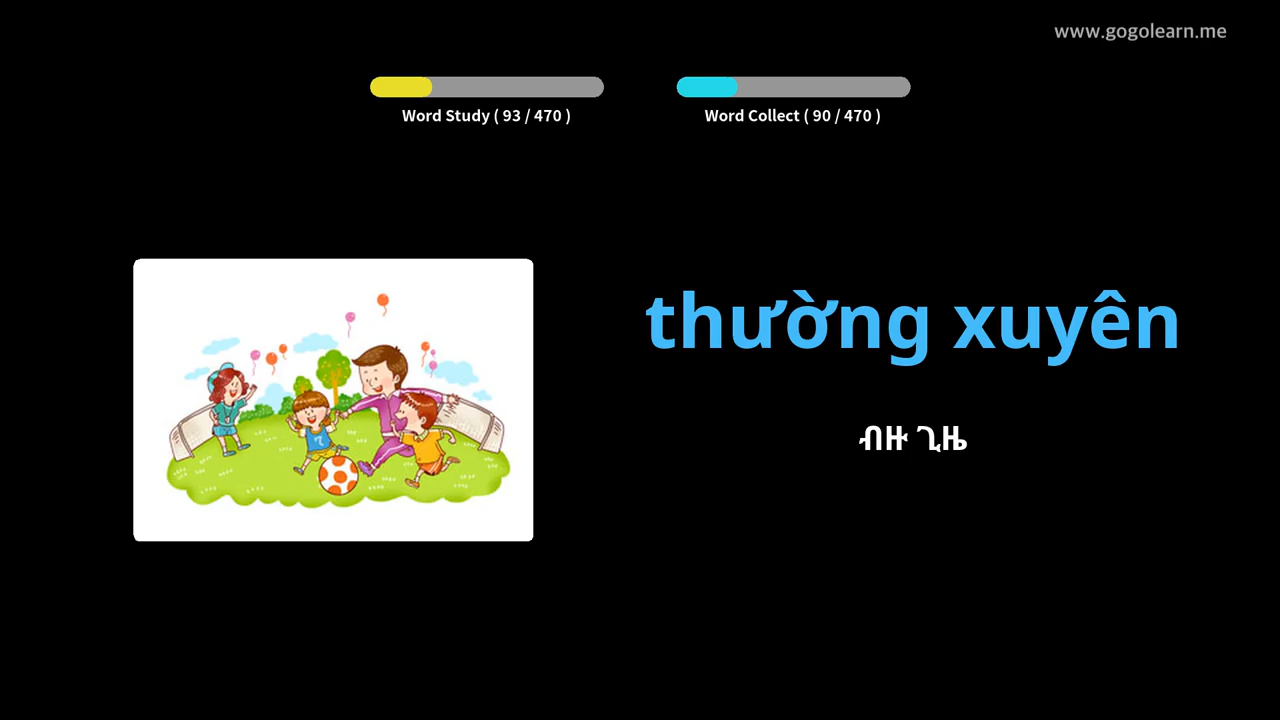 www.gogolearn.me
Word Study ( 93 / 470 )
Word Collect ( 90 / 470 )
thường xuyên
ብዙ ጊዜ